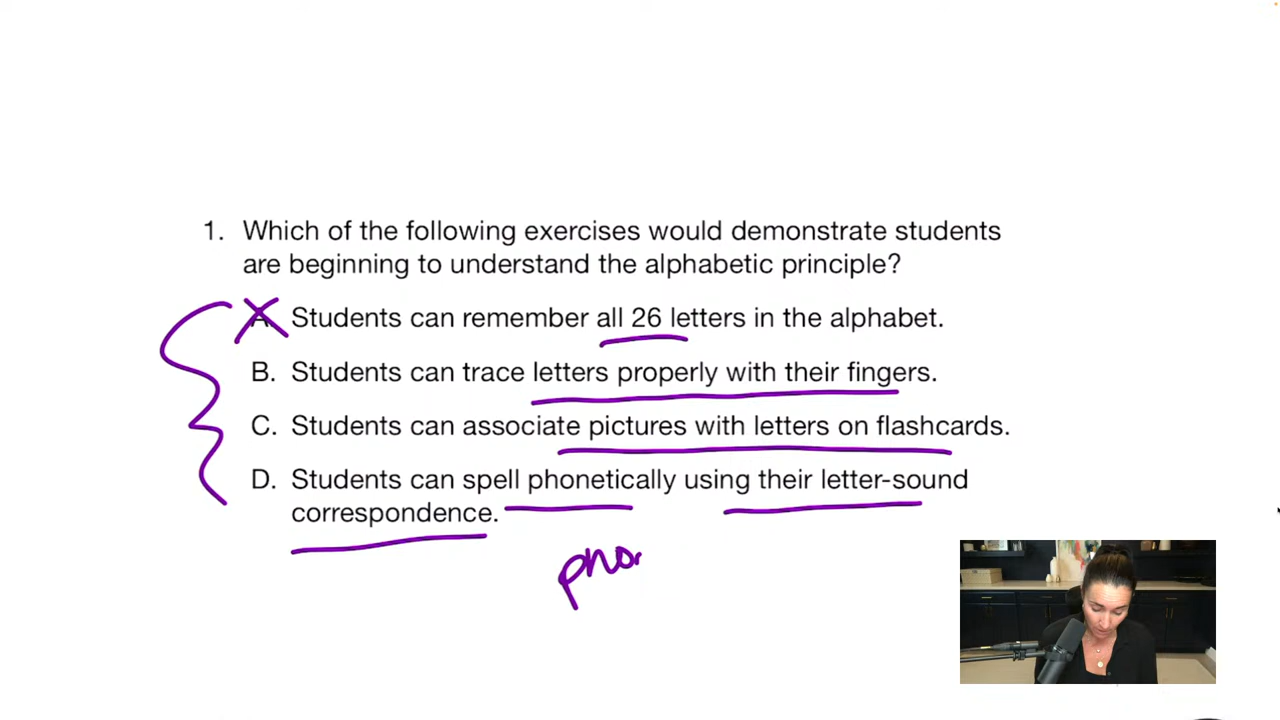 1. Which of the following exercises would demonstrate students
are beginning to understand the alphabetic principle?
A. Students can remember all 26 letters in the alphabet.
B. Students can trace letters properly with their fingers.
C. Students can associate pictures with letters on flashcards.
D. Students can spell phonetically using their letter-sound
correspondence.
phon